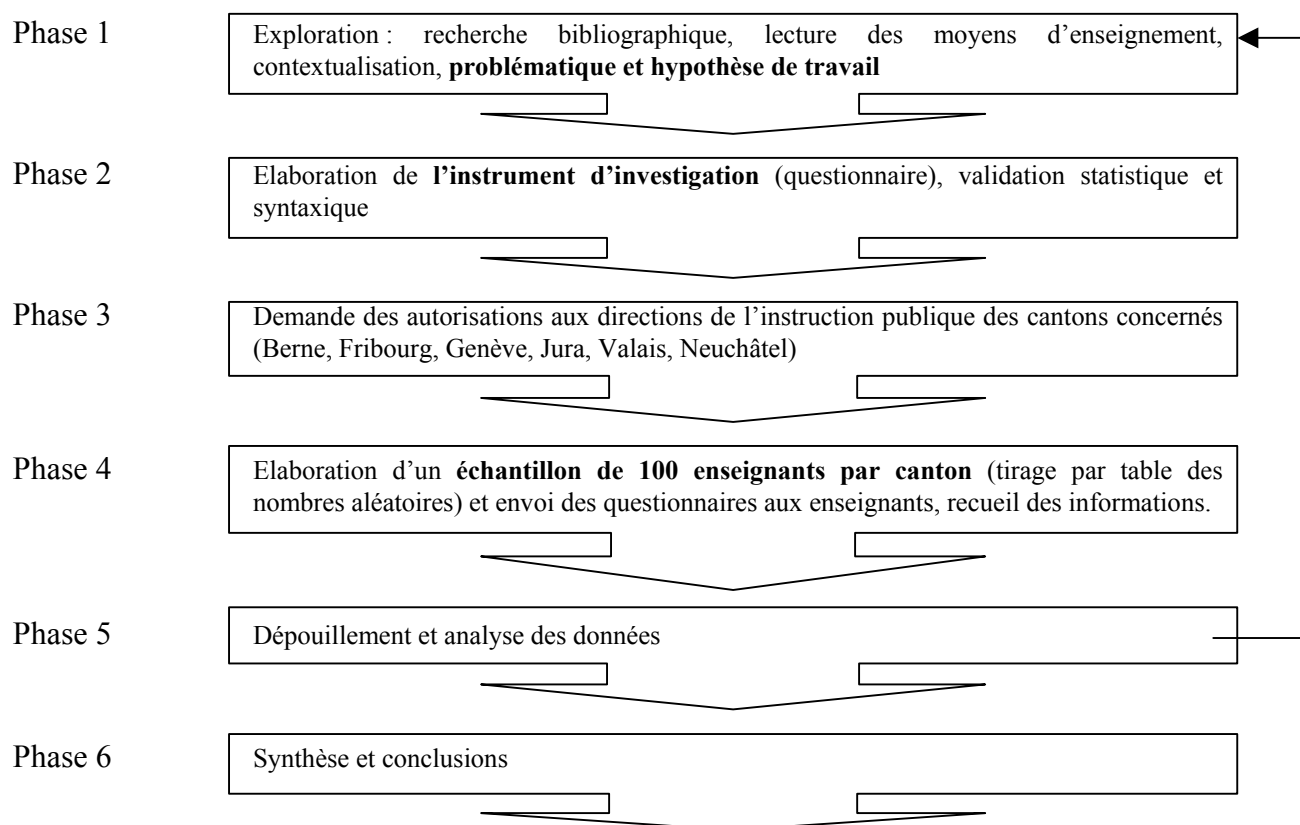 Phase 1
Exploration : recherche bibliographique, lecture des moyens d’enseignement,
contextualisation, problématique et hypothèse de travail
Phase 2
Elaboration de l’instrument d’investigation (questionnaire), validation statistique et
syntaxique
Phase 3
Demande des autorisations aux directions de l’instruction publique des cantons concernés
(Berne, Fribourg, Genève, Jura, Valais, Neuchâtel)
Phase 4
Elaboration d’un échantillon de 100 enseignants par canton (tirage par table des
nombres aléatoires) et envoi des questionnaires aux enseignants, recueil des informations.
Phase 5
Dépouillement et analyse des données
Phase 6
Synthèse et conclusions